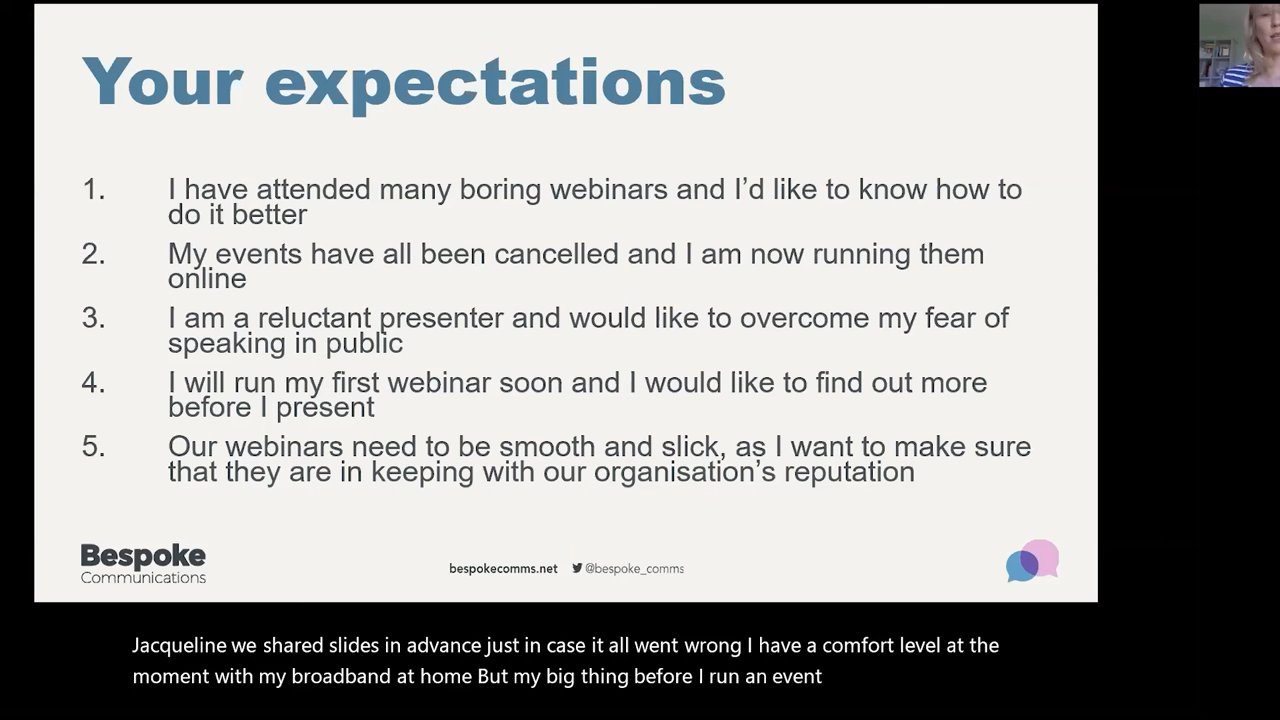 Your expectations
1. I have attended many boring webinars and I’d like to know how to
do it better
2. My events have all been cancelled and I am now running them
online
3. I am a reluctant presenter and would like to overcome my fear of
speaking in public
4. I will run my first webinar soon and I would like to find out more
before I present
5. Our webinars need to be smooth and slick, as I want to make sure
that they are in keeping with our organisation’s reputation
Bespoke
Communications
bespokecomms.net @bespoke_comms
Jacqueline we shared slides in advance just in case it all went wrong I have a comfort level at the
moment with my broadband at home But my big thing before I run an event